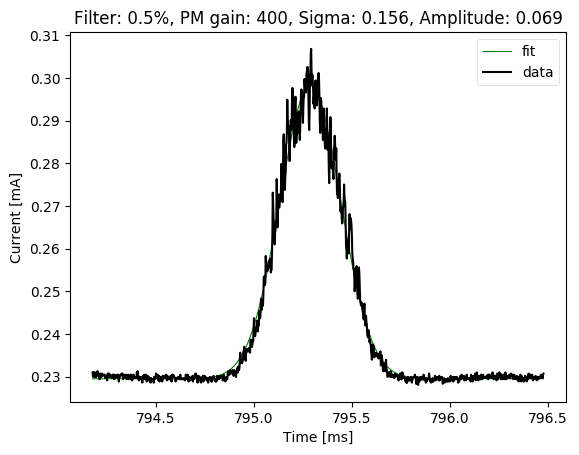 Filter: 0.5%, PM gain: 400, Sigma: 0.156, Amplitude: 0.069
fit
data
Current [mA]
0.31
0.30
0.29
0.28
0.27
0.26
0.25
0.24
0.23
794.5 795.0 795.5 796.0 796.5
Time [ms]